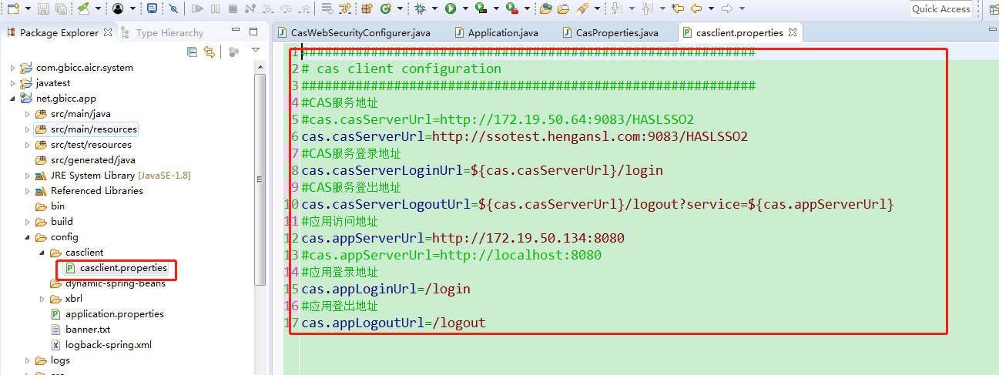 Quick Access
Package Explorer
Type Hierarchy
com.gbicc.aicr.system
javatest
net.gbicc.app
src/main/java
src/main/resources
src/test/resources
src/generated/java
JRE System Library [JavaSE-1.8]
Referenced Libraries
bin
build
config
casclient
casclient.properties
dynamic-spring-beans
xbrl
application.properties
banner.txt
logback-spring.xml
logs
CasWebSecurityConfigurer.java
Application.java
CasProperties.java
casclient.properties
1 ###########################################################
2 # cas client configuration
3 ###########################################################
4 #CAS服务地址
5 #cas.casServerUrl=http://172.19.50.64:9083/HASLSSO2
6 cas.casServerUrl=http://ssotest.hengansl.com:9083/HASLSSO2
7 #CAS服务登录地址
8 cas.casServerLoginUrl=${cas.casServerUrl}/login
9 #CAS服务登出地址
10 cas.casServerLogoutUrl=${cas.casServerUrl}/logout?service=${cas.appServerUrl}
11 #应用访问地址
12 cas.appServerUrl=http://172.19.50.134:8080
13 #cas.appServerUrl=http://localhost:8080
14 #应用登录地址
15 cas.appLoginUrl=/login
16 #应用登出地址
17 cas.appLogoutUrl=/logout